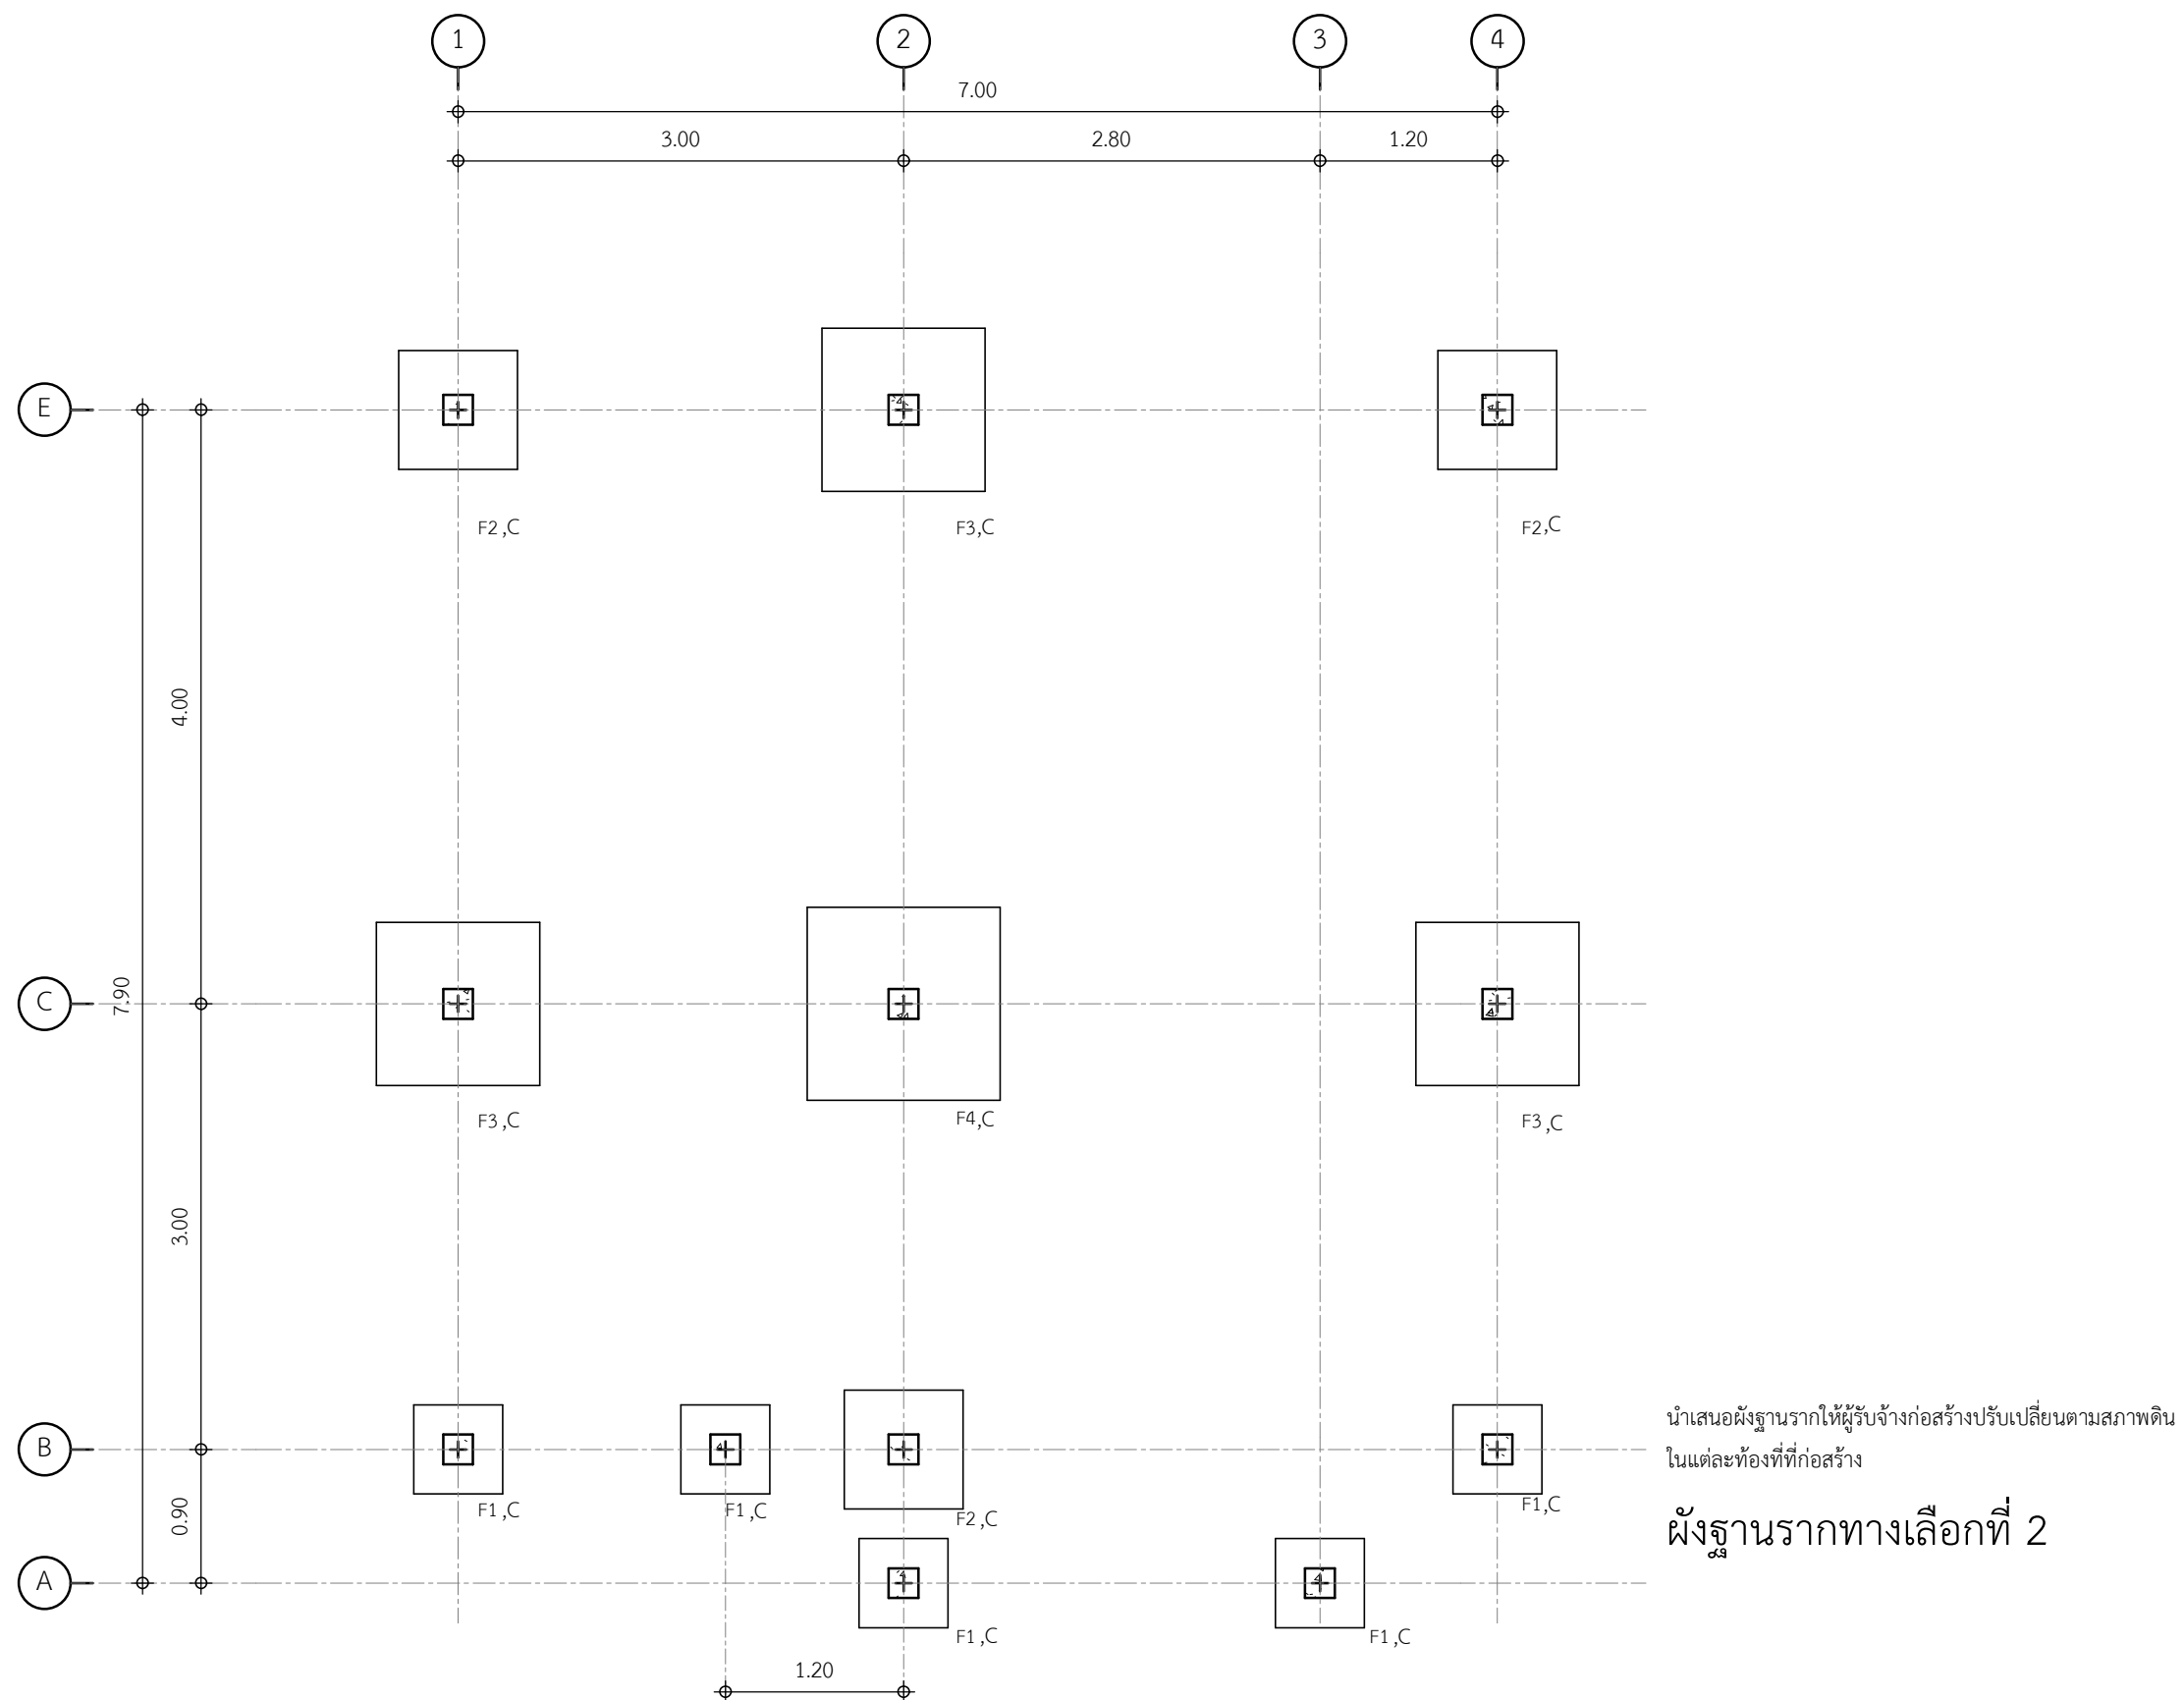 1 2 3 4
7.00
3.00 2.80 1.20
E
F2,C F3,C F2,C
4.00
C
7.90
F3,C F4,C F3,C
3.00
นำเสนอผังฐานรากให้ผู้รับจ้างก่อสร้างปรับเปลี่ยนตามสภาพดิน
B
ในแต่ละท้องที่ที่ก่อสร้าง
F1,C F1,C F2,C F1,C
0.90
ผังฐานรากทางเลือกที่ 2
A
F1,C F1,C
1.20